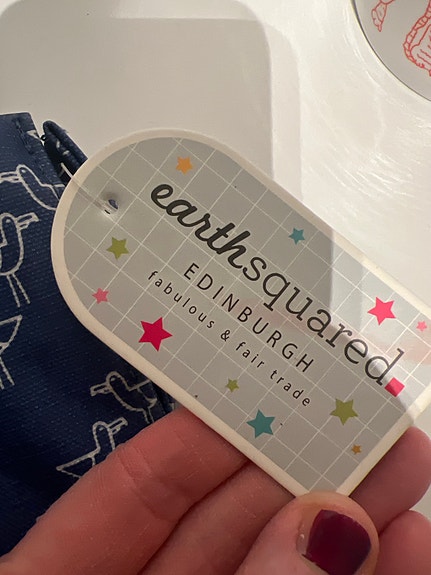 earthsquared.
EDINBURGH
fabulous & fair trade